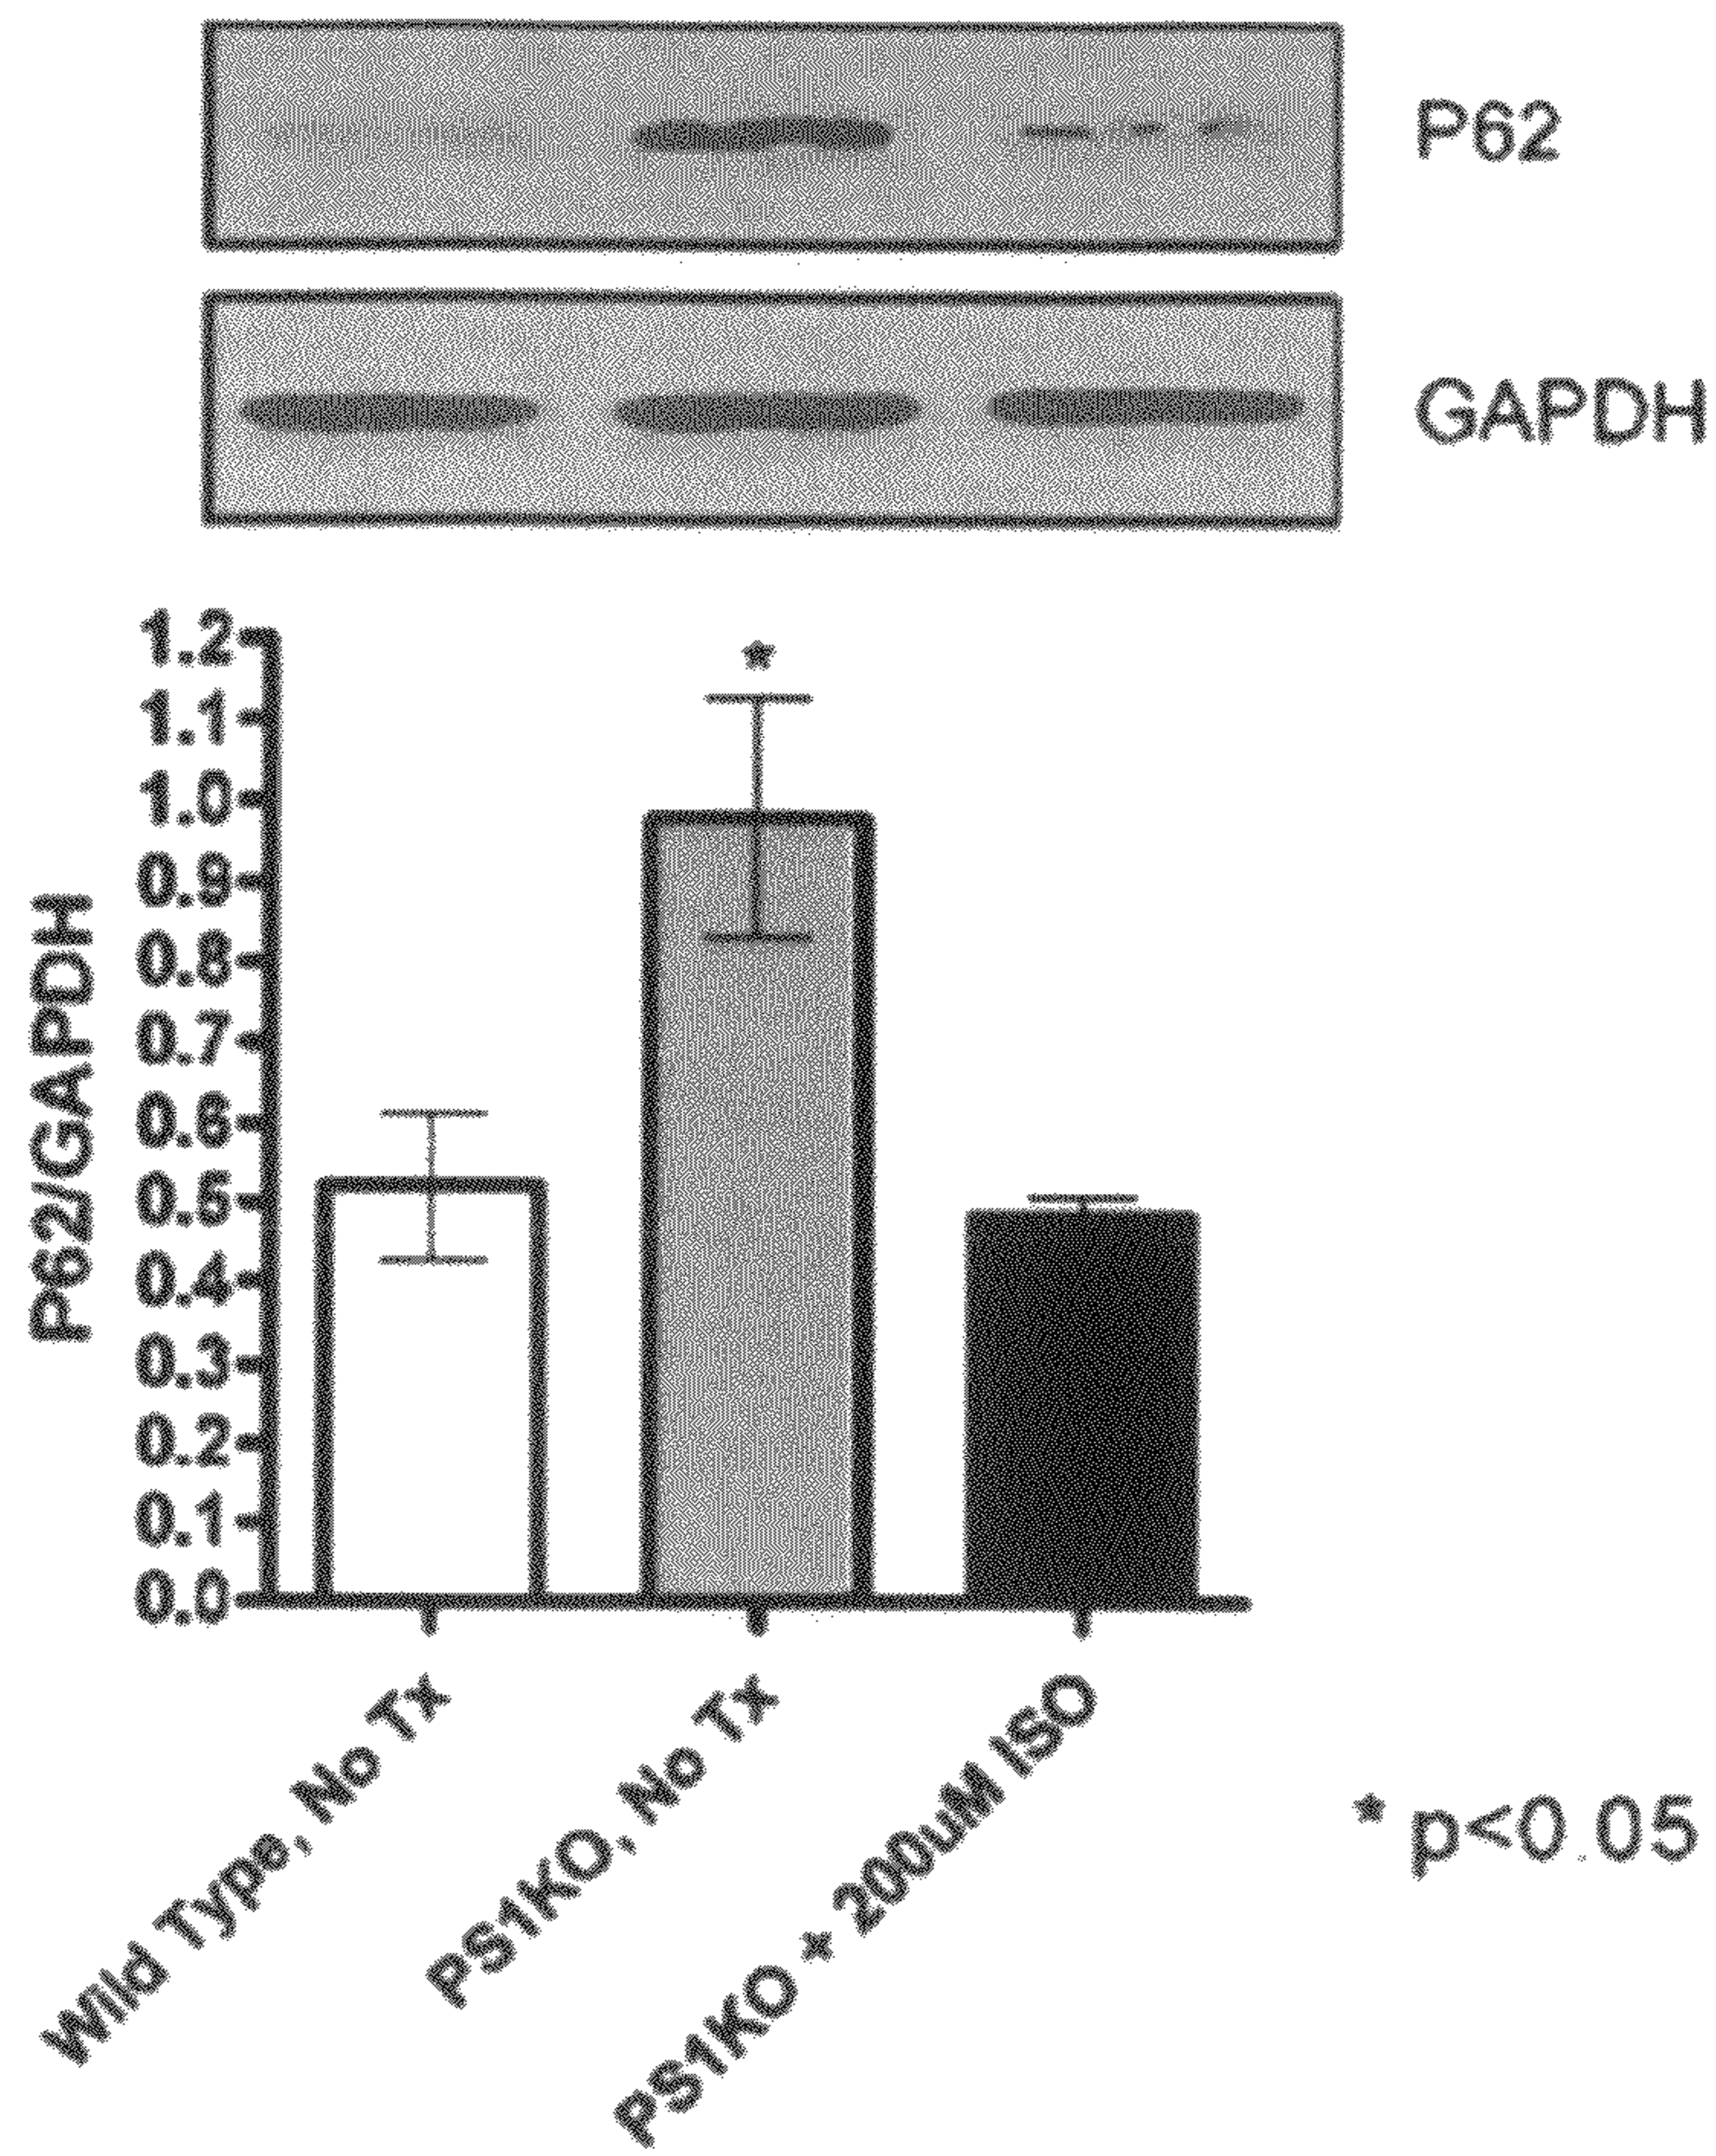 P62
GAPDH
P62/GAPDH
1.2
1.1
1.0
0.9
0.8
0.7
0.6
0.5
0.4
0.3
0.2
0.1
0.0
*
Wild Type, No Tx
PS1KO, No Tx
PS1KO + 200uM ISO
* p<0.05